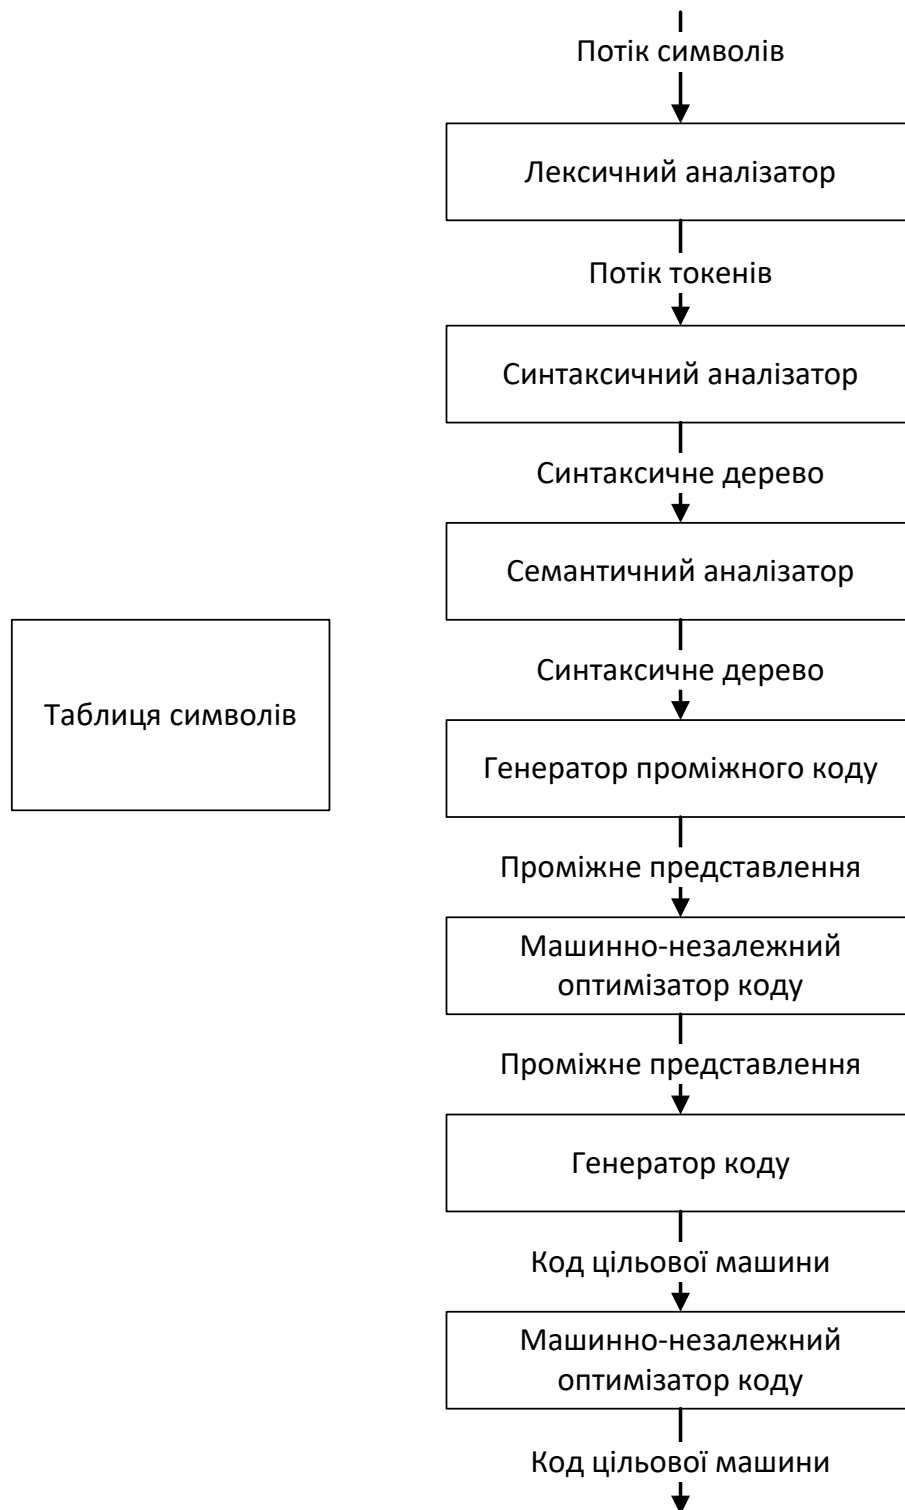 Потік символів
Лексичний аналізатор
Потік токенів
Синтаксичний аналізатор
Синтаксичне дерево
Семантичний аналізатор
Синтаксичне дерево
Таблиця символів
Генератор проміжного коду
Проміжне представлення
Машинно-незалежний
оптимізатор коду
Проміжне представлення
Генератор коду
Код цільової машини
Машинно-незалежний
оптимізатор коду
Код цільової машини